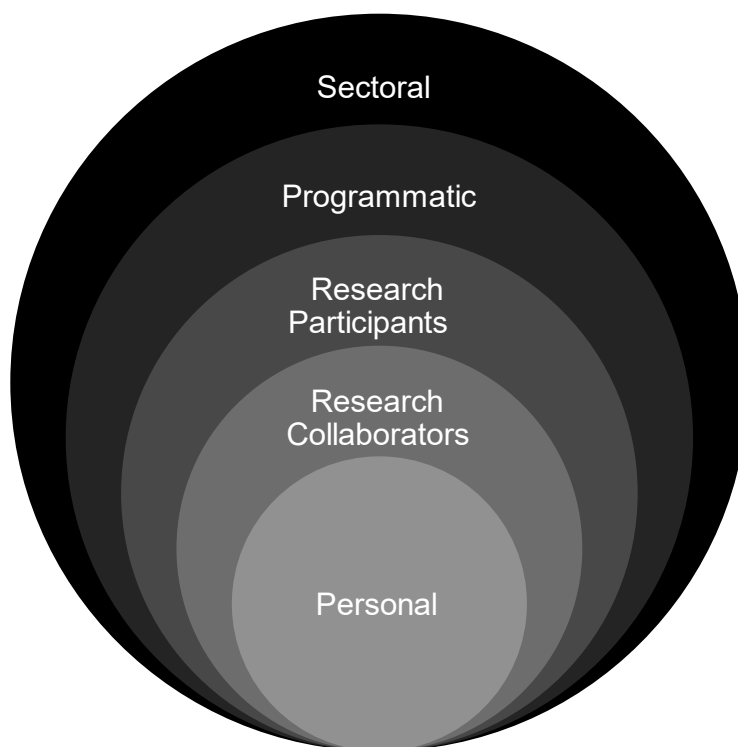 Sectoral
Programmatic
Research
Participants
Research
Collaborators
Personal